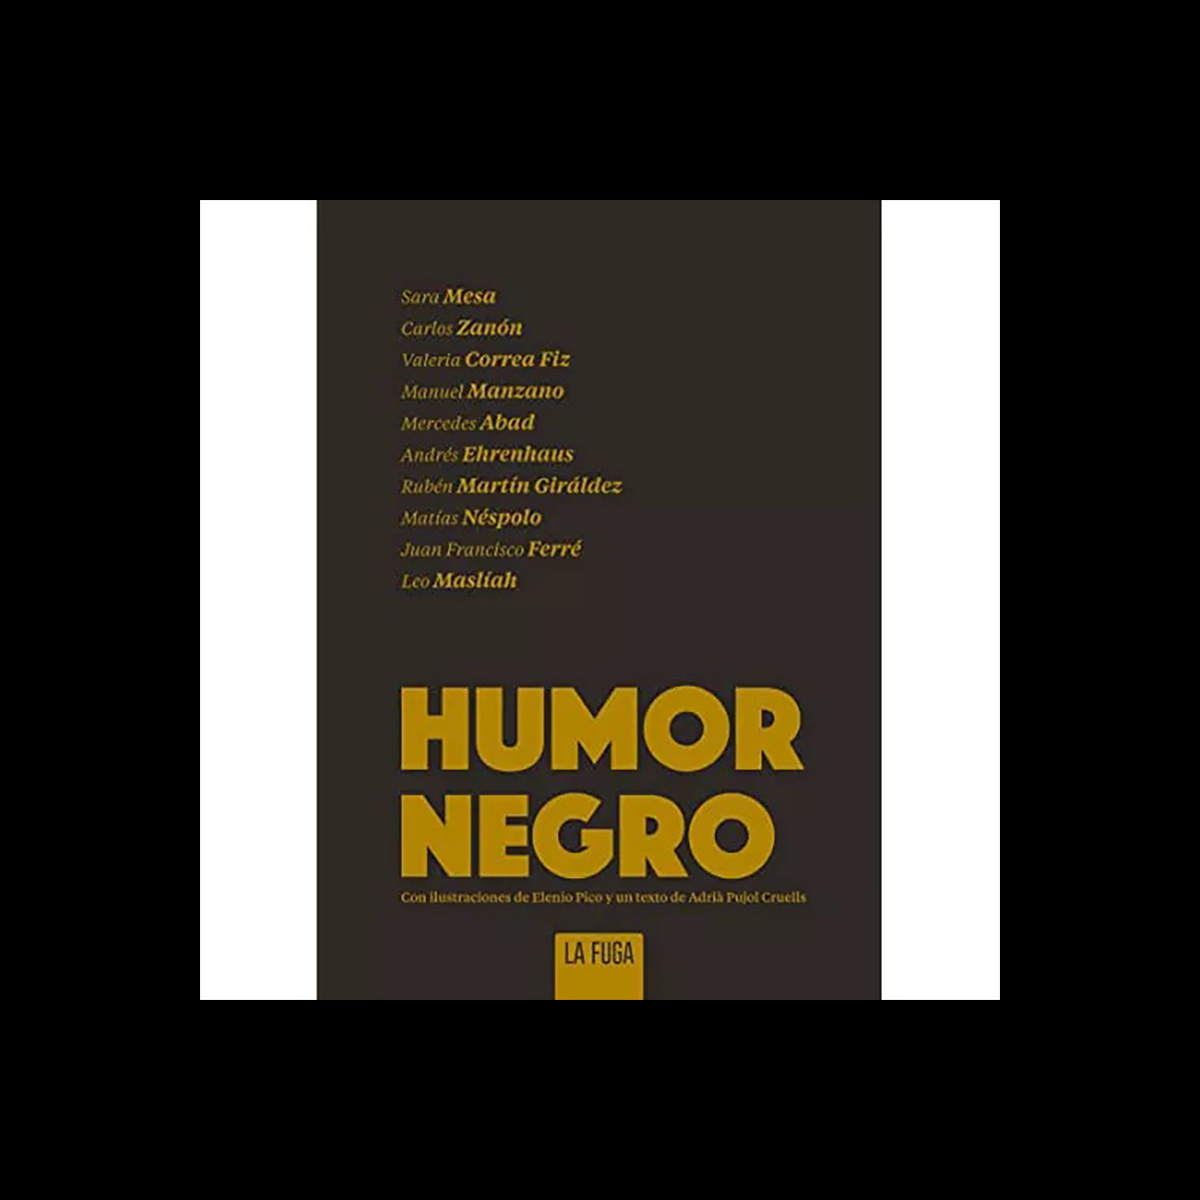 Sara Mesa
Carlos Zanón
Valeria Correa Fiz
Manuel Manzano
Mercedes Abad
Andrés Ehrenhaus
Rubén Martín Giráldez
Matías Néspolo
Juan Francisco Ferré
Leo Maslíah
HUMOR
NEGRO
Con ilustraciones de Elenio Pico y un texto de Adrià Pujol Cruells
LA FUGA